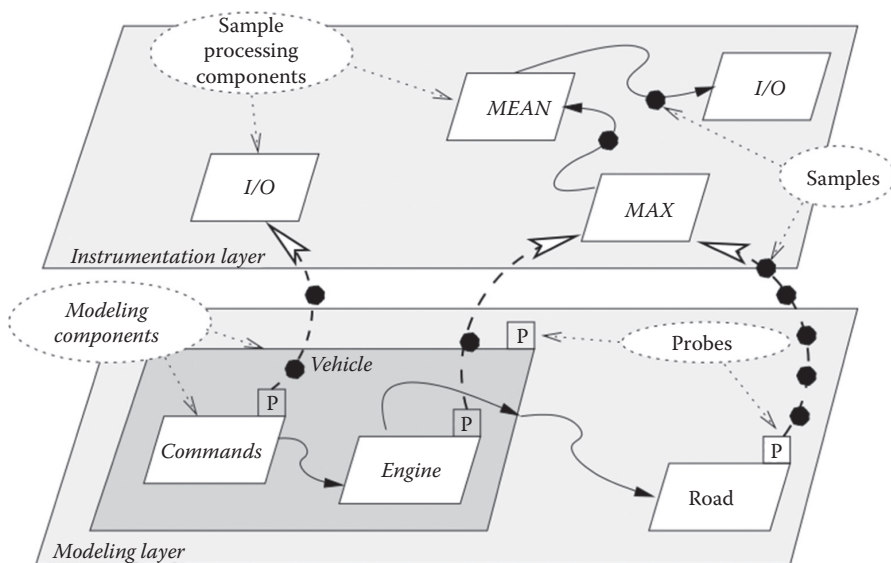 Sample
processing
components
MEAN
I/O
I/O
Samples
MAX
Instrumentation layer
Modeling
components
P
Probes
Vehicle
P
P
P
Commands
Engine
Road
Modeling layer